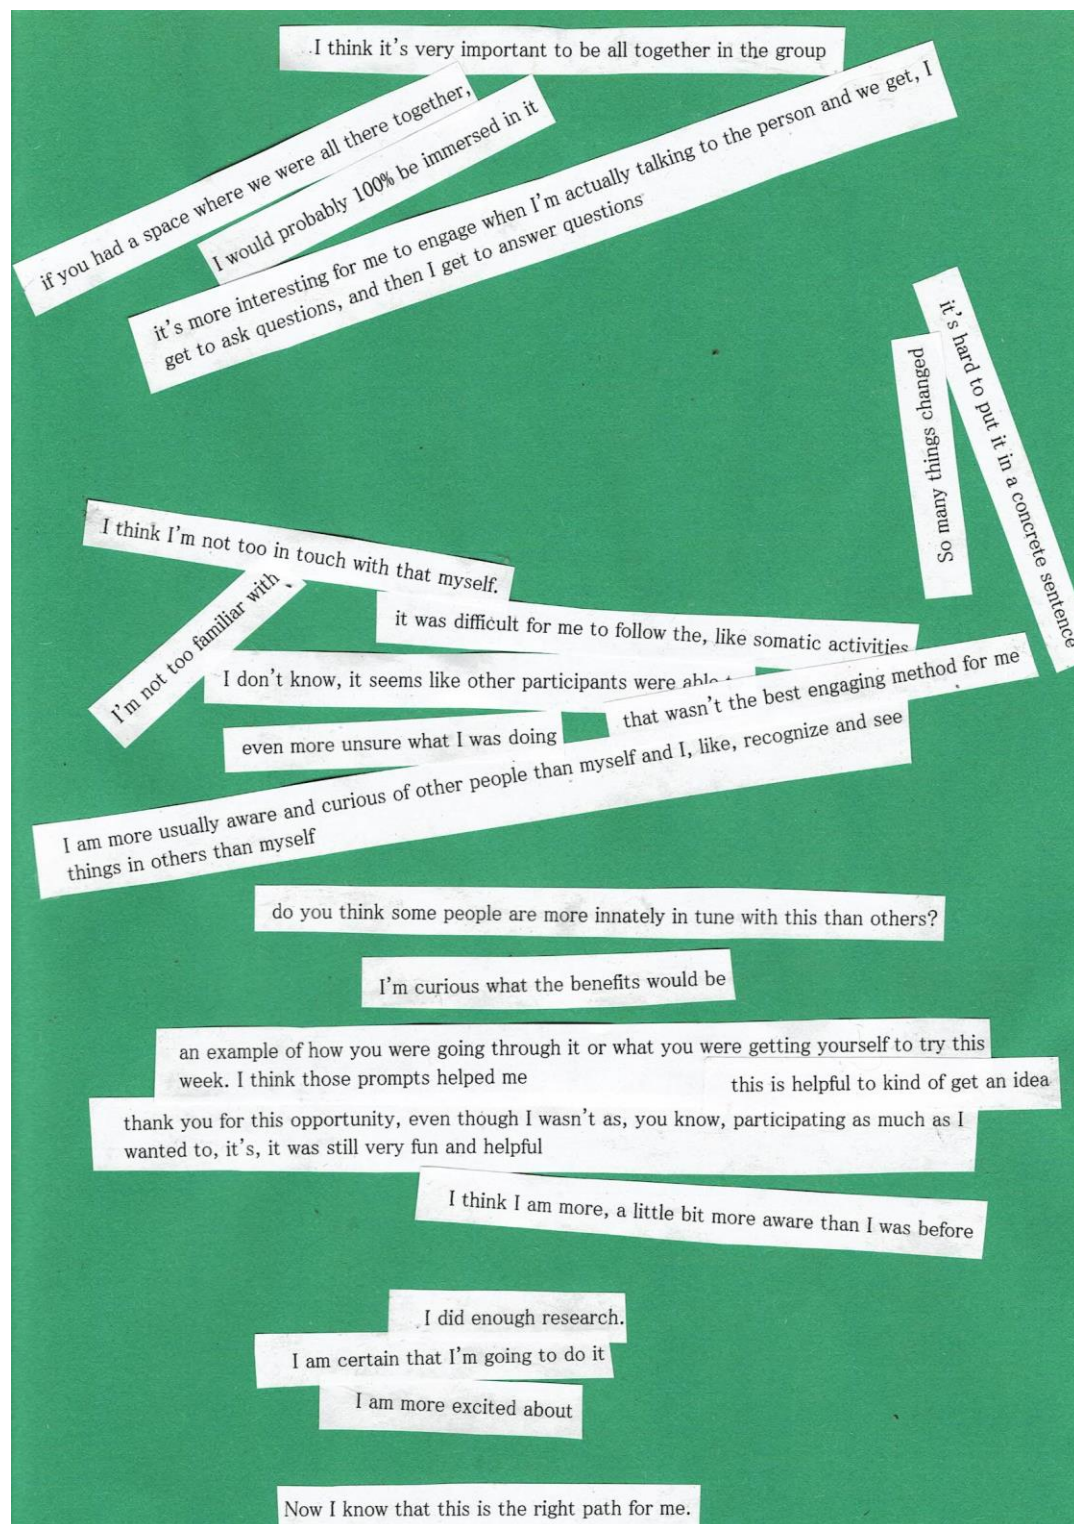 I think it's very important to be all together in the group
if you had a space where we were all there together,
I would probably 100% be immersed in it
it's more interesting for me to engage when I'm actually talking to the person and we get, I
get to ask questions, and then I get to answer questions
So many things changed
it's hard to put it in a concrete sentence
I think I'm not too in touch with that myself.
I'm not too familiar with
it was difficult for me to follow the, like somatic activities
I don't know, it seems like other participants were able
that wasn't the best engaging method for me
even more unsure what I was doing
I am more usually aware and curious of other people than myself and I, like, recognize and see
things in others than myself
do you think some people are more innately in tune with this than others?
I'm curious what the benefits would be
an example of how you were going through it or what you were getting yourself to try this
week. I think those prompts helped me
this is helpful to kind of get an idea
thank you for this opportunity, even though I wasn't as, you know, participating as much as I
wanted to, it's, it was still very fun and helpful
I think I am more, a little bit more aware than I was before
I did enough research.
I am certain that I'm going to do it
I am more excited about
Now I know that this is the right path for me.